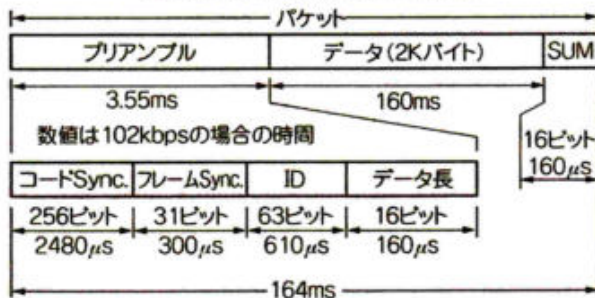 パケット
プリアンブル データ(2Kバイト) SUM
3.55ms 160ms
数値は102kbpsの場合の時間
16ビット
160μs
コードSync. フレームSync. ID データ長
256ビット 31ビット 63ビット 16ビット
2480μs 300μs 610μs 160μs
164ms